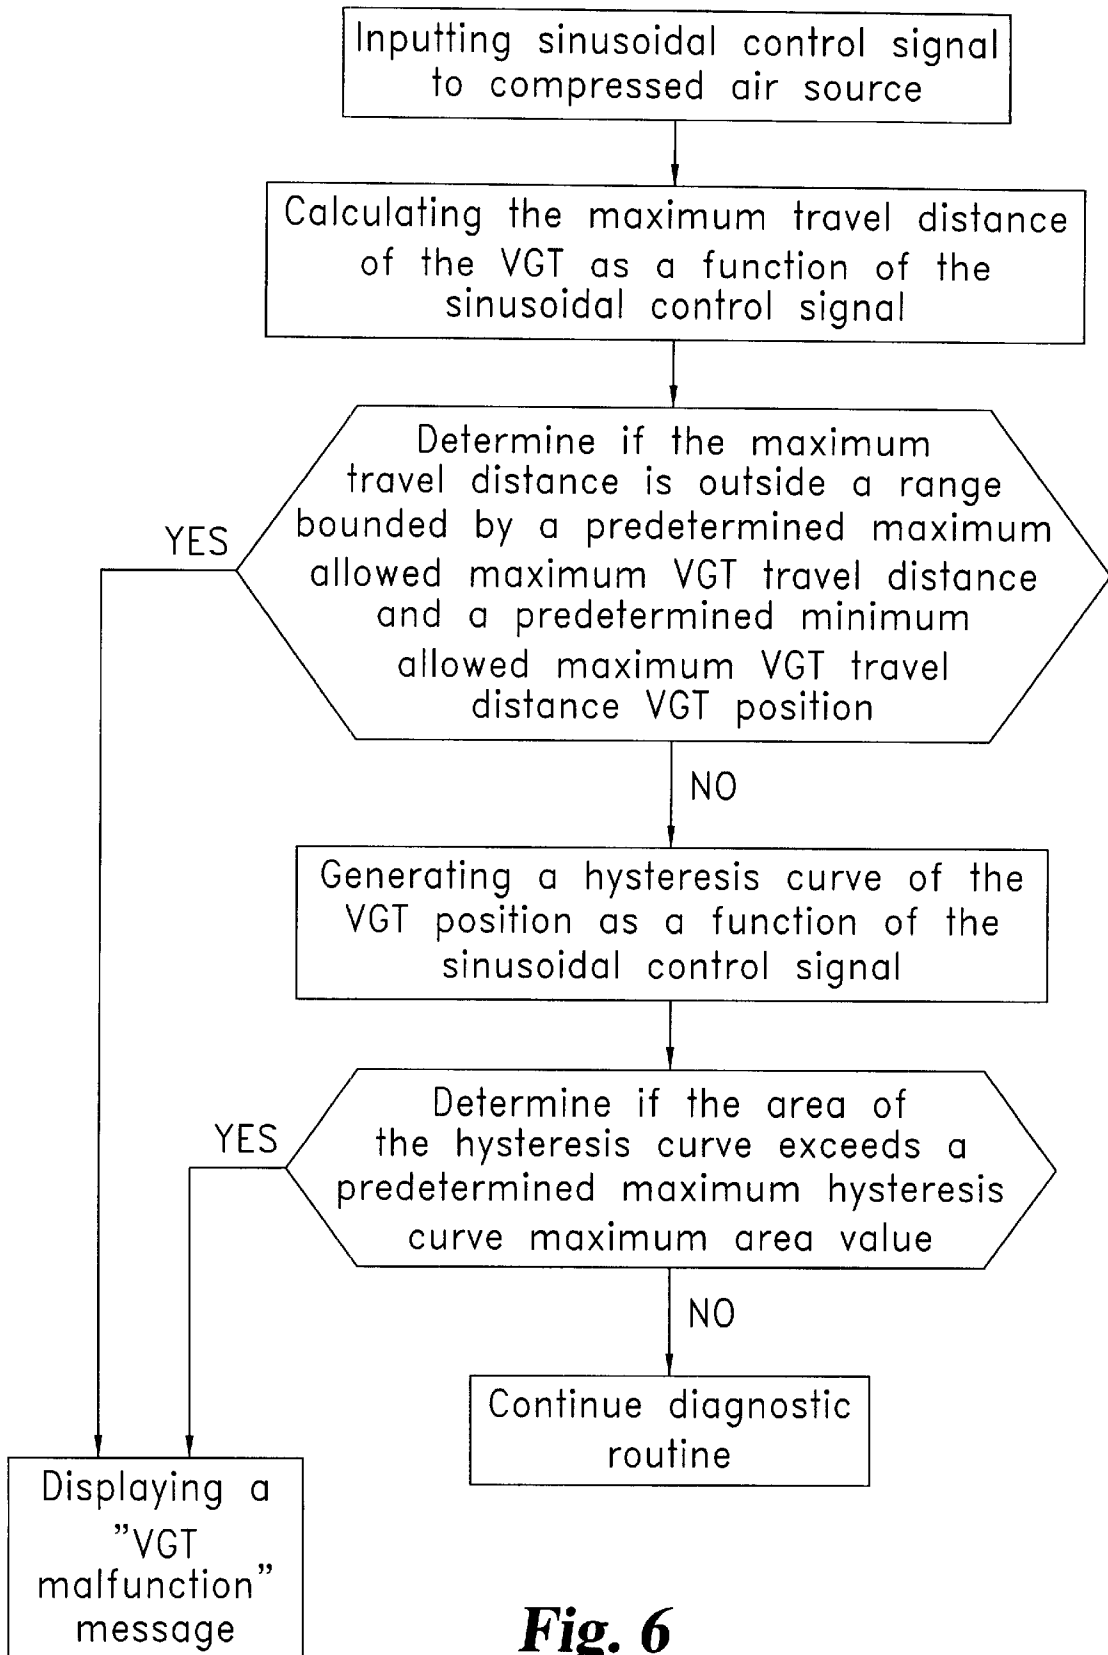 Inputting sinusoidal control signal
to compressed air source
Calculating the maximum travel distance
of the VGT as a function of the
sinusoidal control signal
Determine if the maximum
travel distance is outside a range
bounded by a predetermined maximum
allowed maximum VGT travel distance
and a predetermined minimum
allowed maximum VGT travel
distance VGT position
YES
NO
Generating a hysteresis curve of the
VGT position as a function of the
sinusoidal control signal
Determine if the area of
the hysteresis curve exceeds a
predetermined maximum hysteresis
curve maximum area value
YES
NO
Continue diagnostic
routine
Displaying a
”VGT
malfunction”
message
Fig. 6